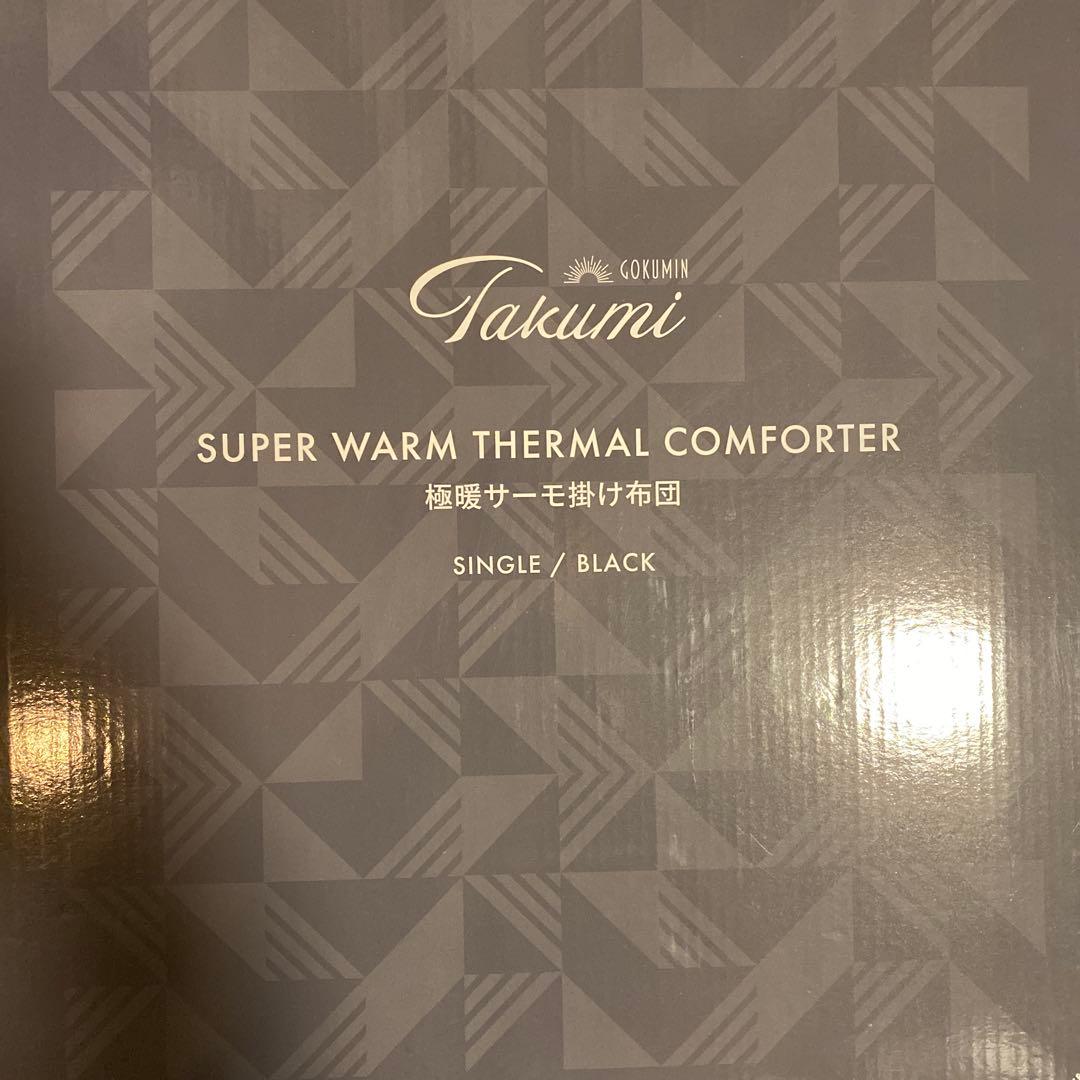 GOKUMIN
Takumi
SUPER WARM THERMAL COMFORTER
極暖サーモ掛け布団
SINGLE / BLACK